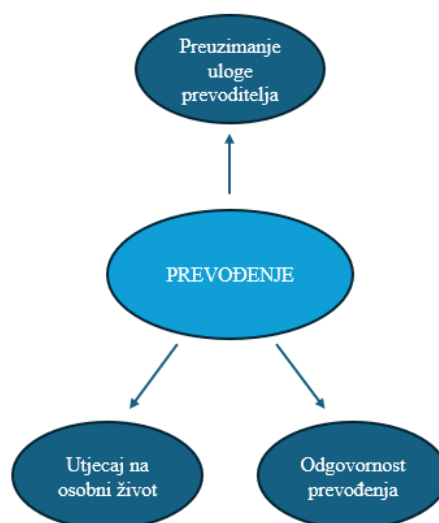 Preuzimanje
uloge
prevoditelja
PREVOĐENJE
Utjecaj na
osobni život
Odgovornost
prevođenja